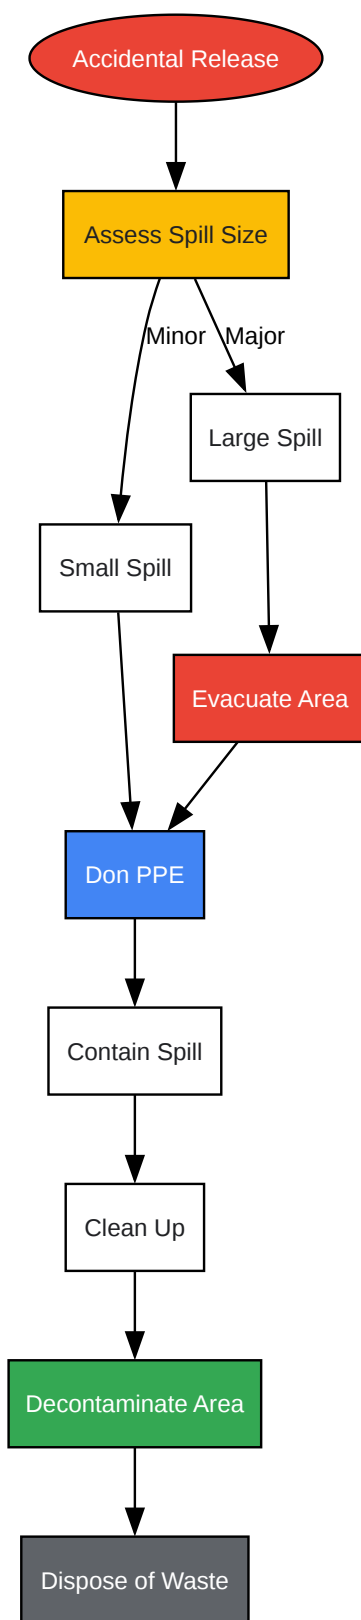 Accidental Release
Assess Spill Size
Minor
Major
Large Spill
Small Spill
Evacuate Area
Don PPE
Contain Spill
Clean Up
Decontaminate Area
Dispose of Waste